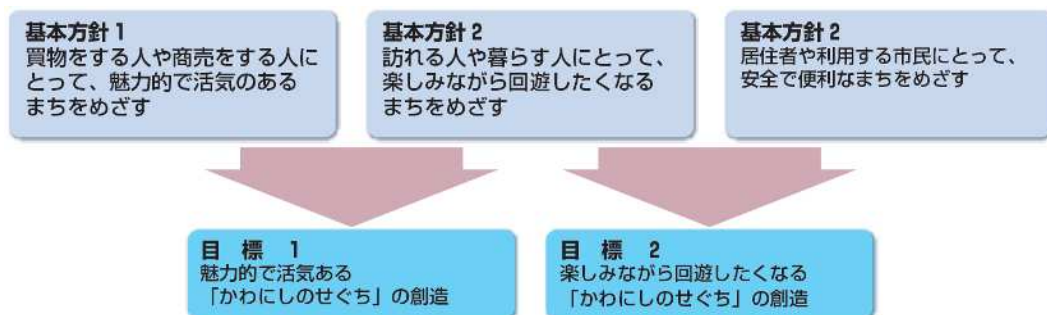 基本方針 1
買物をする人や商売をする人に
とって、魅力的で活気のある
まちをめざす
基本方針 2
訪れる人や暮らす人にとって、
楽しみながら回遊したくなる
まちをめざす
基本方針 2
居住者や利用する市民にとって、
安全で便利なまちをめざす
目 標 1
魅力的で活気ある
「かわにしのせぐち」の創造
目 標 2
楽しみながら回遊したくなる
「かわにしのせぐち」の創造